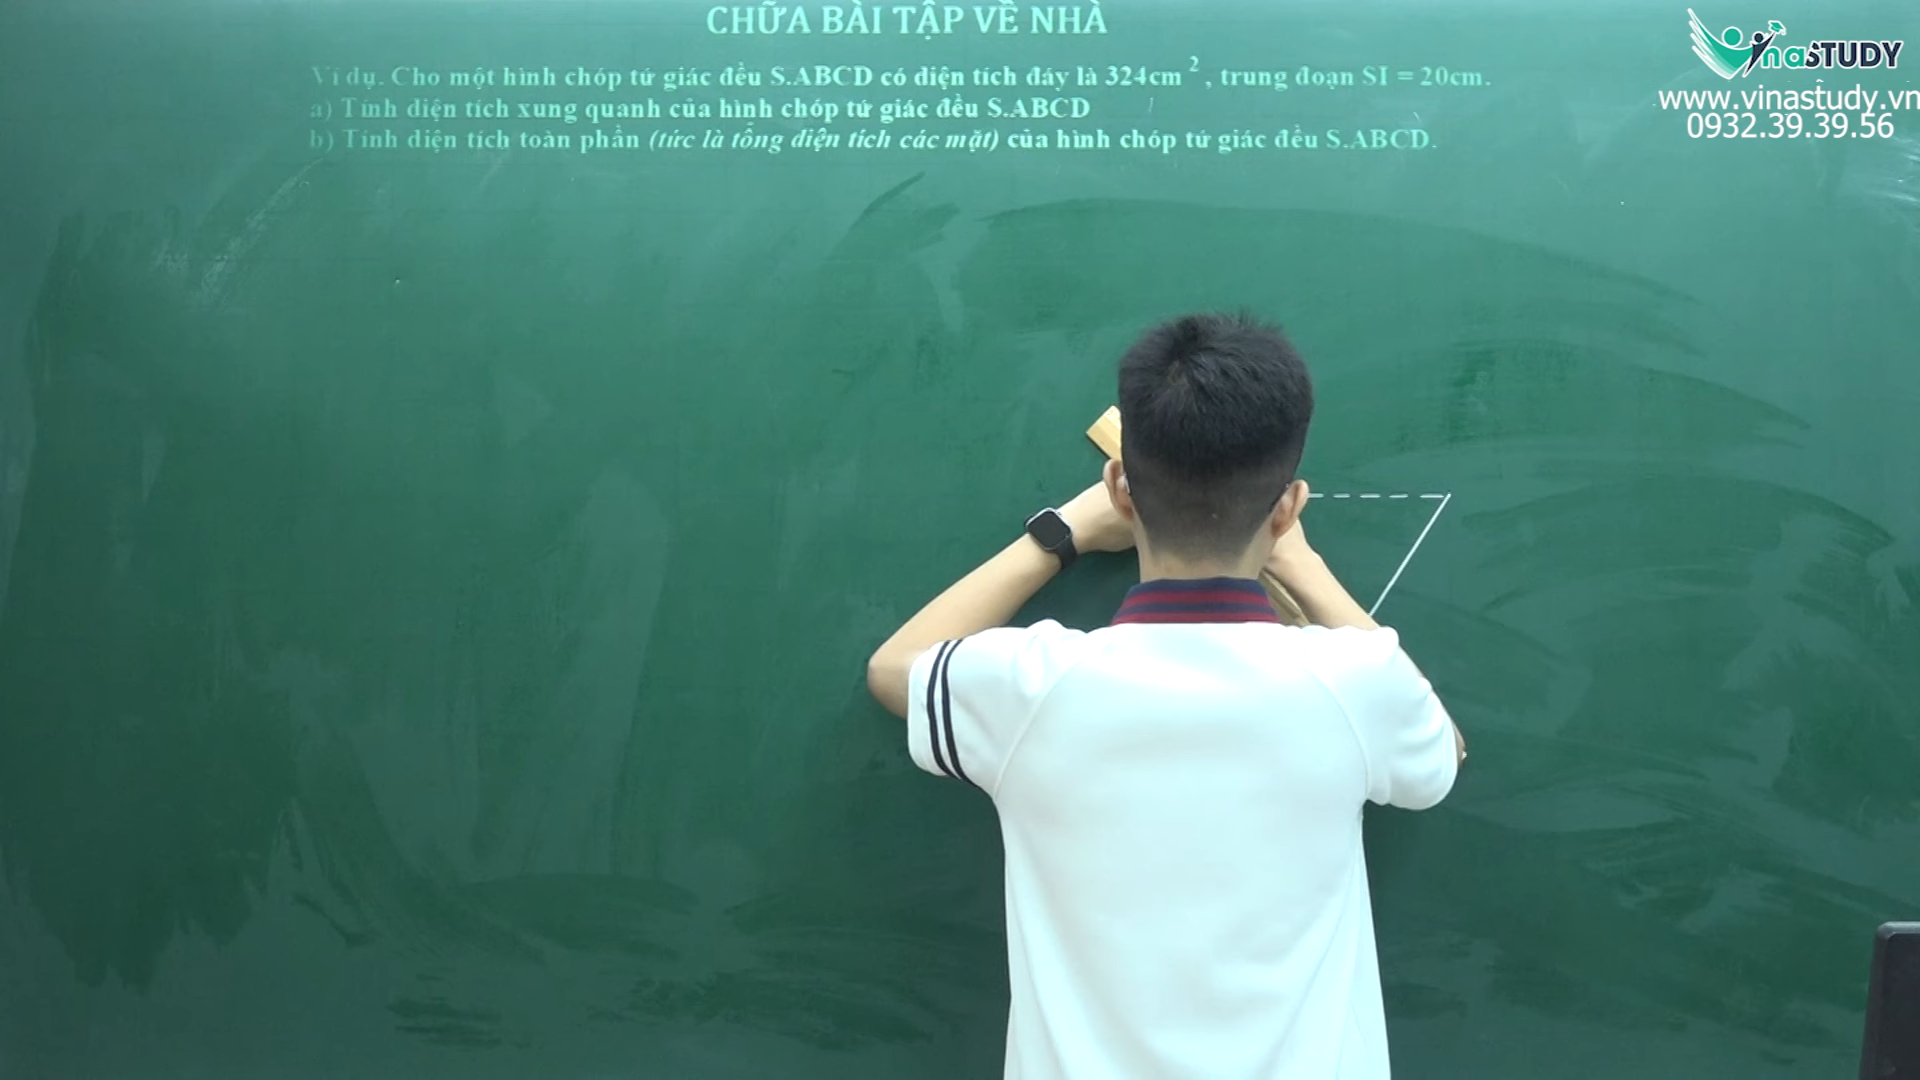 CHỮA BÀI TẬP VỀ NHÀ
Ví dụ. Cho một hình chóp tứ giác đều S.ABCD có diện tích đáy là 324cm², trung đoạn SI = 20cm.
a) Tính diện tích xung quanh của hình chóp tứ giác đều S.ABCD
b) Tính diện tích toàn phần (tức là tổng diện tích các mặt) của hình chóp tứ giác đều S.ABCD.
VinaSTUDY
www.vinastudy.vn
0932.39.39.56